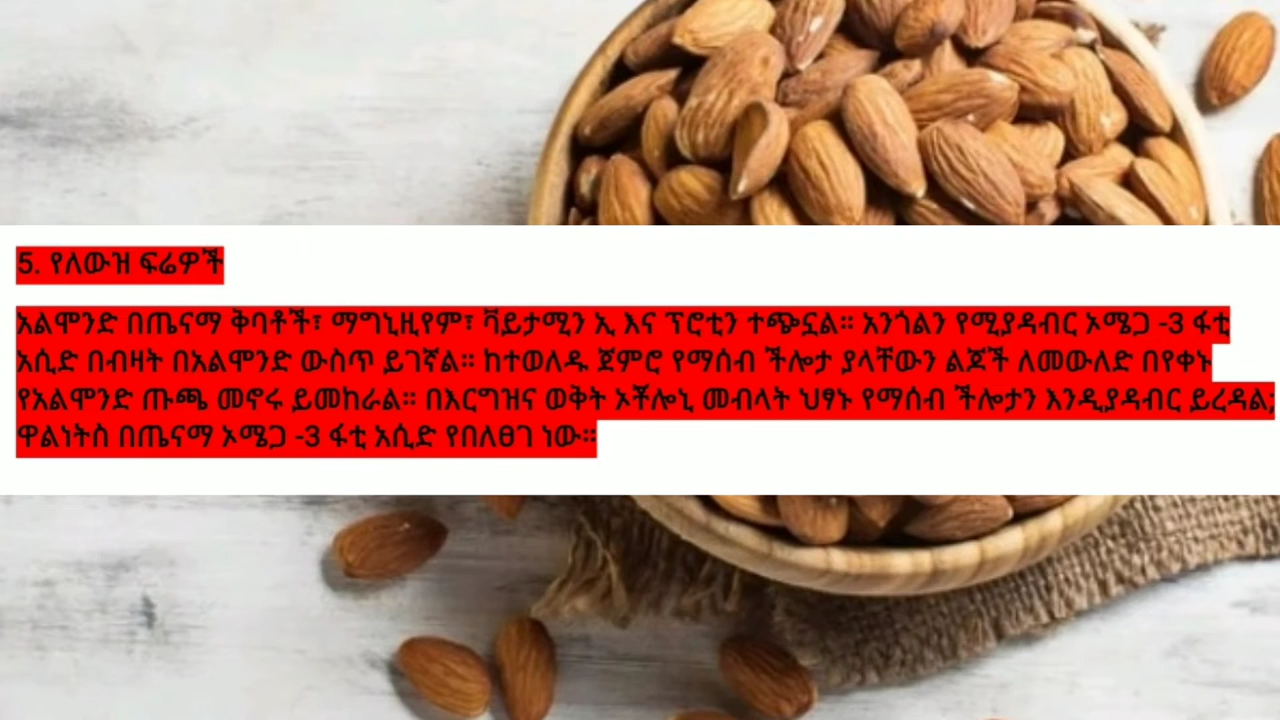 5. የለውዝ ፍሬዎች
አልሞንድ በጤናማ ቅባቶች፣ ማግኒዚየም፣ ቫይታሚን ኢ እና ፕሮቲን ተጭኗል። አንጎልን የሚያዳብር ኦሜጋ -3 ፋቲ
አሲድ በብዛት በአልሞንድ ውስጥ ይገኛል። ከተወለዱ ጀምሮ የማሰብ ችሎታ ያላቸውን ልጆች ለመውለድ በየቀኑ
የአልሞንድ ጡጫ መኖሩ ይመከራል። በእርግዝና ወቅት ኦቾሎኒ መብላት ህፃኑ የማሰብ ችሎታን እንዲያዳብር ይረዳል;
ዋልነትስ በጤናማ ኦሜጋ -3 ፋቲ አሲድ የበለፀገ ነው።